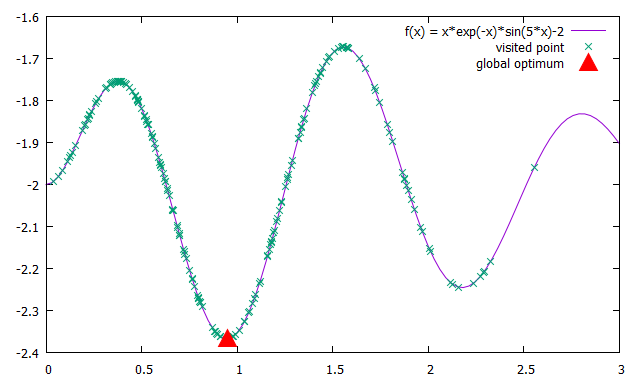 f(x) = x*exp(-x)*sin(5*x)-2
visited point
global optimum
-1.6
-1.7
-1.8
-1.9
-2
-2.1
-2.2
-2.3
-2.4
0 0.5 1 1.5 2 2.5 3